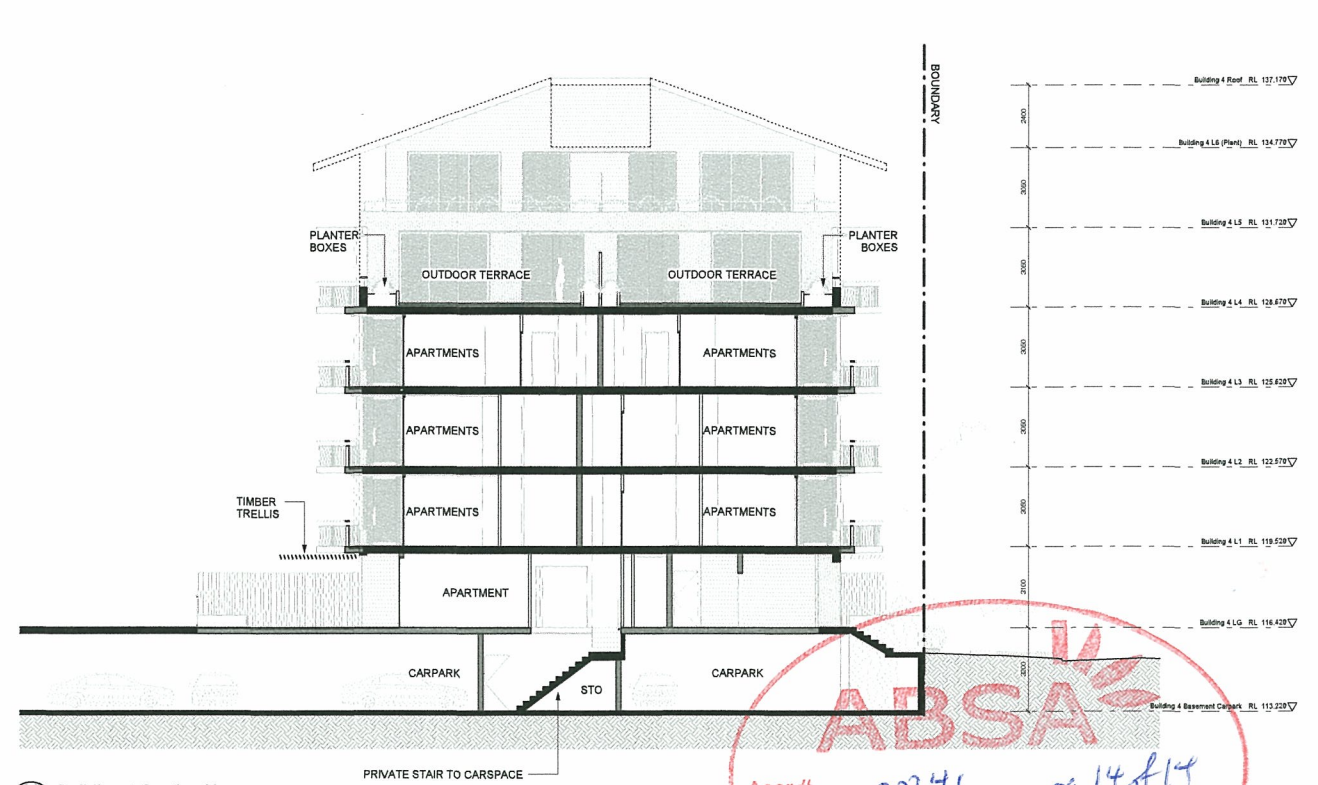 BOUNDARY
Building 4 Roof RL 137.170
2400
Building 4 L6 (Plant) RL 134.770
3050
Building 4 L5 RL 131.720
PLANTER
BOXES
PLANTER
BOXES
3050
OUTDOOR TERRACE
OUTDOOR TERRACE
Building 4 L4 RL 128.670
3050
APARTMENTS
APARTMENTS
Building 4 L3 RL 125.620
3050
APARTMENTS
APARTMENTS
Building 4 L2 RL 122.570
TIMBER
TRELLIS
3050
APARTMENTS
APARTMENTS
Building 4 L1 RL 119.520
3100
APARTMENT
Building 4 LG RL 116.420
3200
CARPARK
STO
CARPARK
ABSA
Building 4 Basement Carpark RL 113.220
PRIVATE STAIR TO CARSPACE
pg 14 of 14